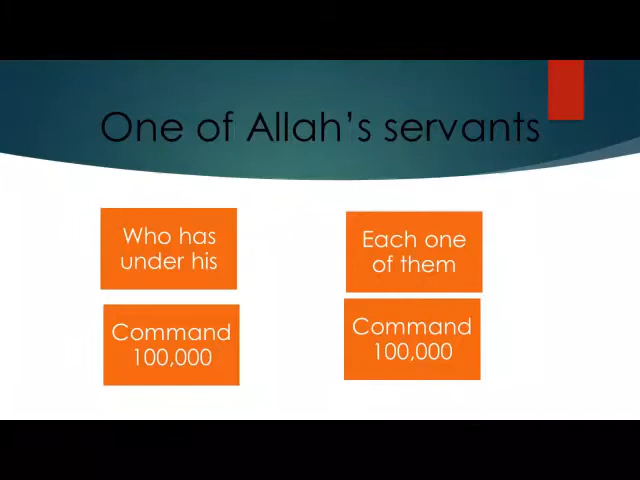 One of Allah's servants
Who has
under his
Command
100,000
Each one
of them
Command
100,000